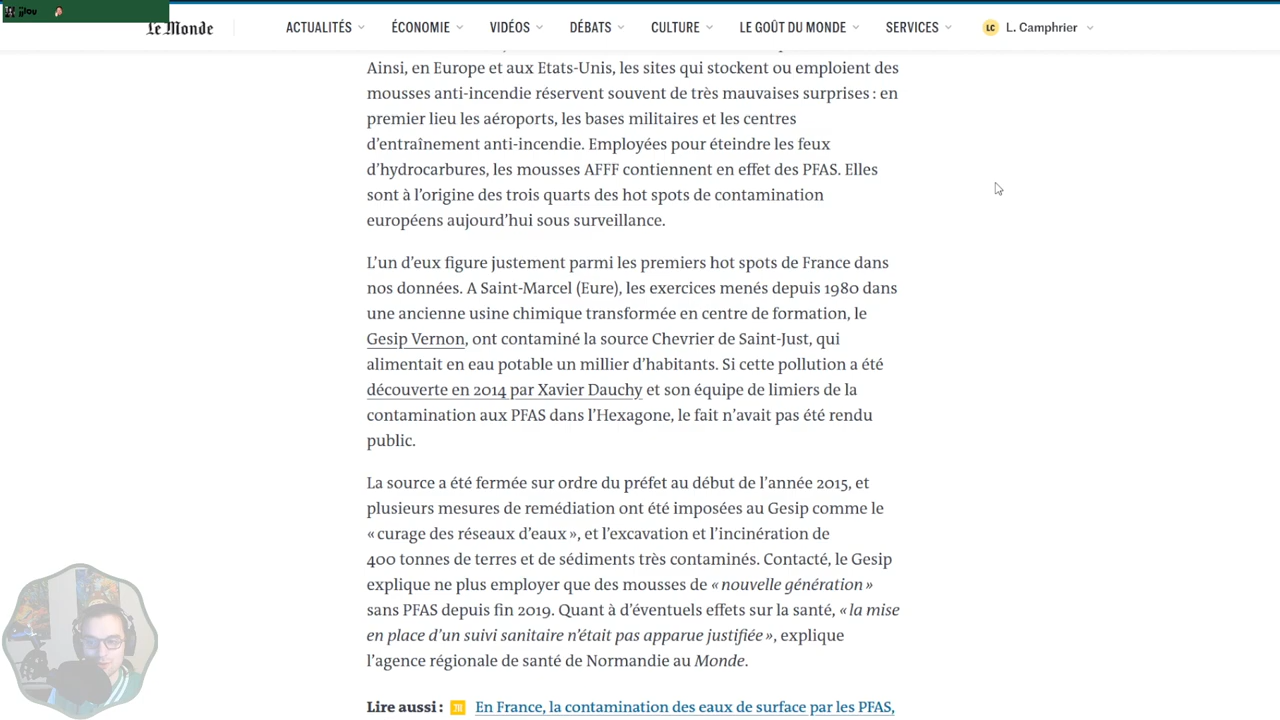 Le Monde
ACTUALITÉS
ÉCONOMIE
VIDÉOS
DÉBATS
CULTURE
LE GOÛT DU MONDE
SERVICES
LC
L. Camphrier
Ainsi, en Europe et aux Etats-Unis, les sites qui stockent ou emploient des
mousses anti-incendie réservent souvent de très mauvaises surprises : en
premier lieu les aéroports, les bases militaires et les centres
d’entraînement anti-incendie. Employées pour éteindre les feux
d’hydrocarbures, les mousses AFFF contiennent en effet des PFAS. Elles
sont à l’origine des trois quarts des hot spots de contamination
européens aujourd’hui sous surveillance.
L’un d’eux figure justement parmi les premiers hot spots de France dans
nos données. A Saint-Marcel (Eure), les exercices menés depuis 1980 dans
une ancienne usine chimique transformée en centre de formation, le
Gesip Vernon, ont contaminé la source Chevrier de Saint-Just, qui
alimentait en eau potable un millier d’habitants. Si cette pollution a été
découverte en 2014 par Xavier Dauchy et son équipe de limiers de la
contamination aux PFAS dans l’Hexagone, le fait n’avait pas été rendu
public.
La source a été fermée sur ordre du préfet au début de l’année 2015, et
plusieurs mesures de remédiation ont été imposées au Gesip comme le
« curage des réseaux d’eaux », et l’excavation et l’incinération de
400 tonnes de terres et de sédiments très contaminés. Contacté, le Gesip
explique ne plus employer que des mousses de « nouvelle génération »
sans PFAS depuis fin 2019. Quant à d’éventuels effets sur la santé, « la mise
en place d’un suivi sanitaire n’était pas apparue justifiée », explique
l’agence régionale de santé de Normandie au Monde.
Lire aussi : En France, la contamination des eaux de surface par les PFAS,